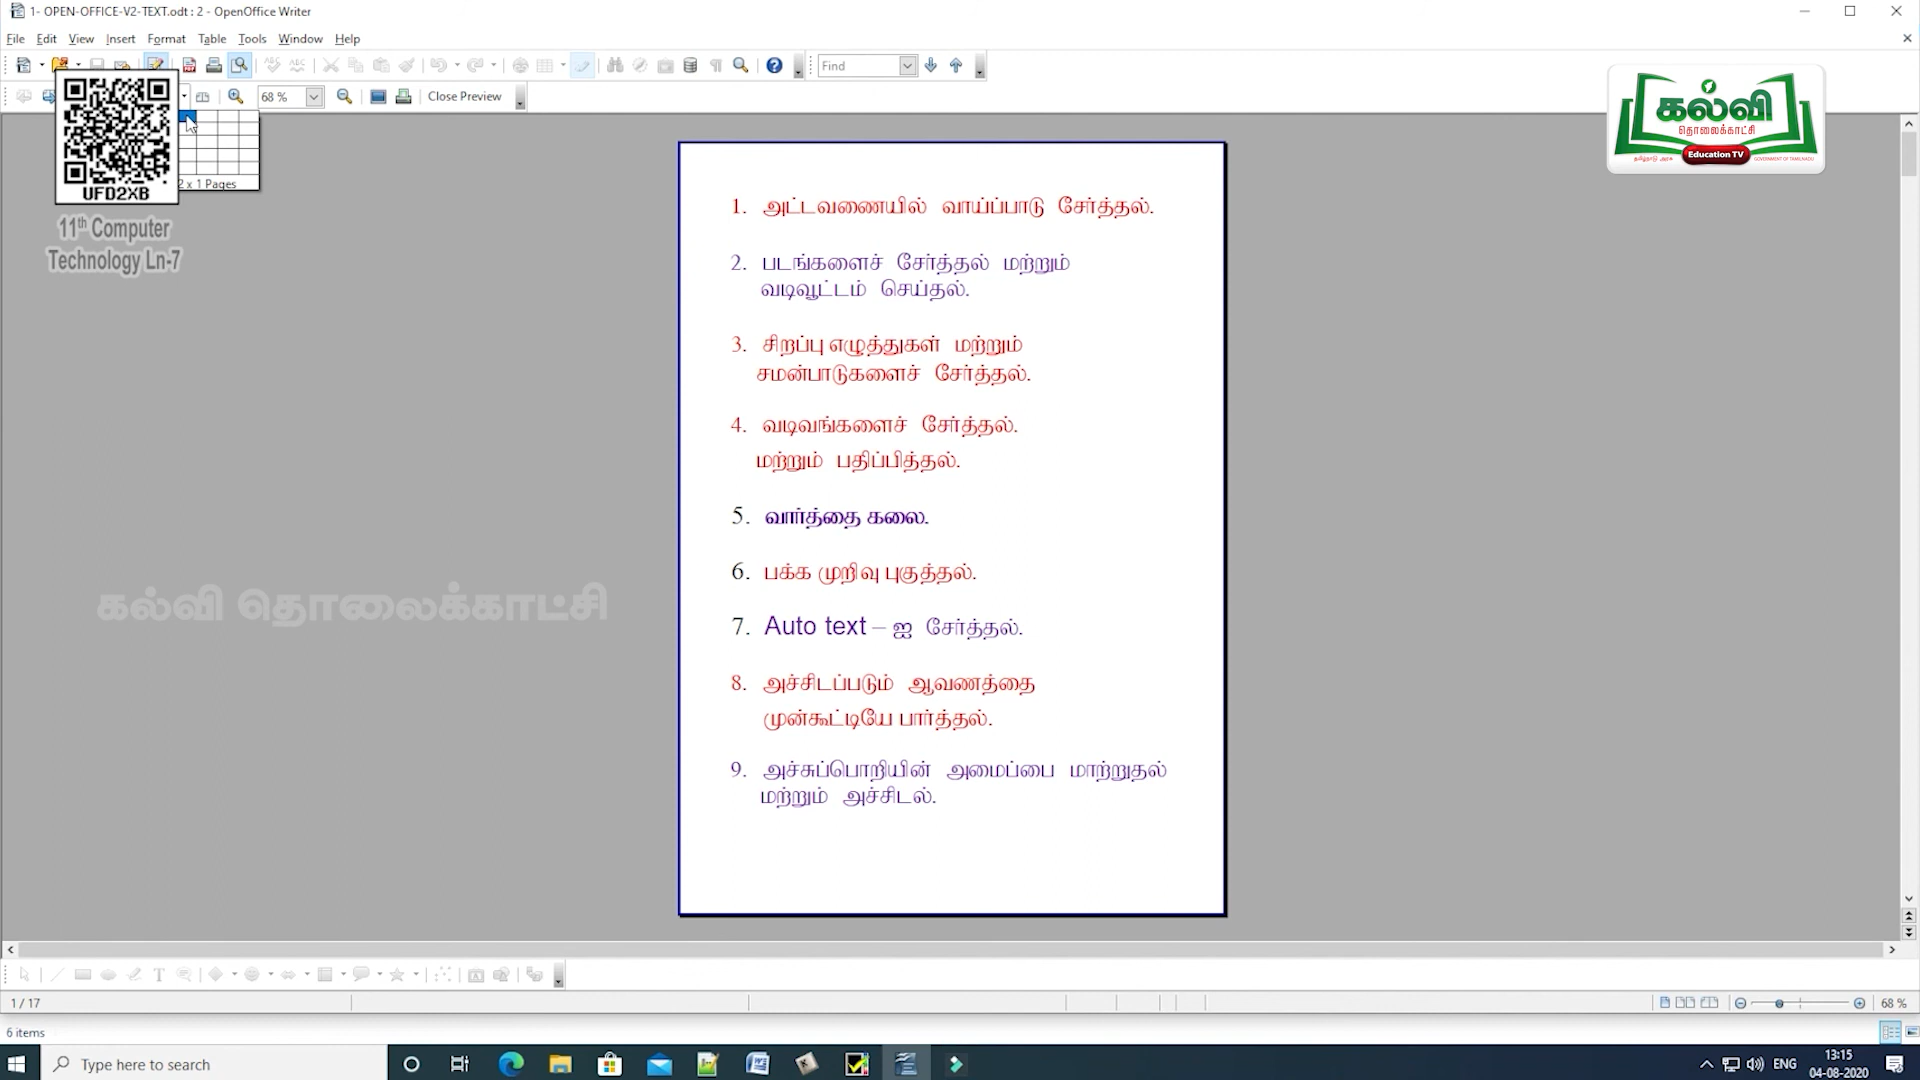 1- OPEN-OFFICE-V2-TEXT.odt : 2 - OpenOffice Writer
File Edit View Insert Format Table Tools Window Help
Find
68 % Close Preview
2 x 1 Pages
UFD2XB
11th Computer
Technology Ln-7
கல்வி
தொலைக்காட்சி
Education TV
தமிழ்நாடு அரசு
GOVERNMENT OF TAMILNADU
1. அட்டவணையில் வாய்ப்பாடு சேர்த்தல்.
2. படங்களைச் சேர்த்தல் மற்றும்
வடிவூட்டம் செய்தல்.
3. சிறப்பு எழுத்துகள் மற்றும்
சமன்பாடுகளைச் சேர்த்தல்.
4. வடிவங்களைச் சேர்த்தல்.
மற்றும் பதிப்பித்தல்.
5. வார்த்தை கலை.
6. பக்க முறிவு புகுத்தல்.
7. Auto text – ஐ சேர்த்தல்.
8. அச்சிடப்படும் ஆவணத்தை
முன்கூட்டியே பார்த்தல்.
9. அச்சுப்பொறியின் அமைப்பை மாற்றுதல்
மற்றும் அச்சிடல்.
கல்வி தொலைக்காட்சி
1 / 17
68 %
6 items
Type here to search
ENG
13:15
04-08-2020